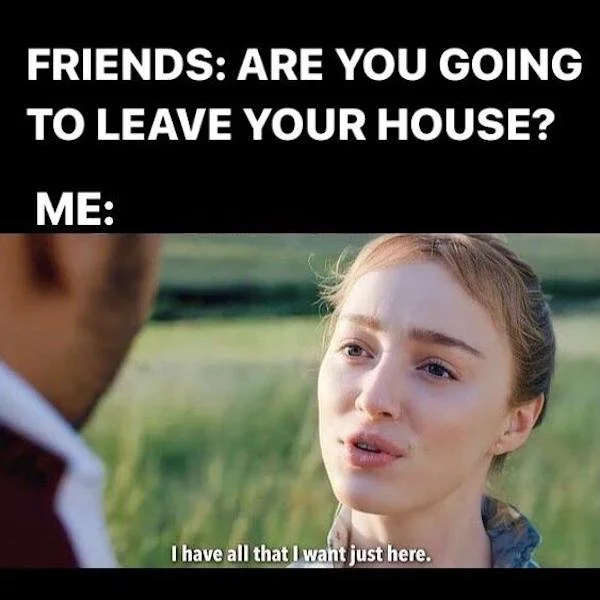 FRIENDS: ARE YOU GOING
TO LEAVE YOUR HOUSE?
ME:
I have all that I want just here.